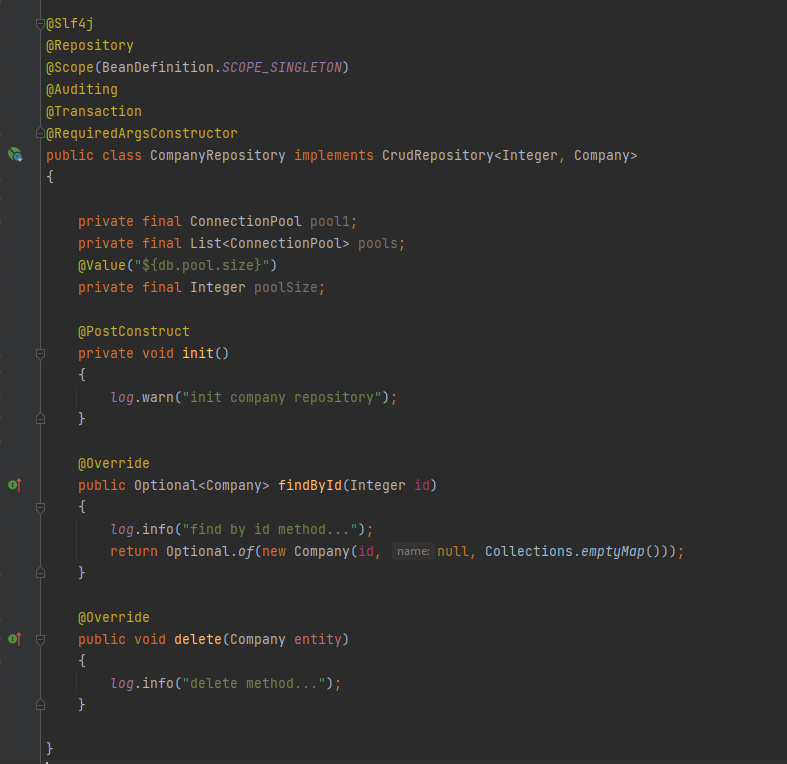 @Slf4j
@Repository
@Scope(BeanDefinition.SCOPE_SINGLETON)
@Auditing
@Transaction
@RequiredArgsConstructor
public class CompanyRepository implements CrudRepository<Integer, Company>
{
private final ConnectionPool pool1;
private final List<ConnectionPool> pools;
@Value("${db.pool.size}")
private final Integer poolSize;
@PostConstruct
private void init()
{
log.warn("init company repository");
}
@Override
public Optional<Company> findById(Integer id)
{
log.info("find by id method...");
return Optional.of(new Company(id, name: null, Collections.emptyMap()));
}
@Override
public void delete(Company entity)
{
log.info("delete method...");
}
}